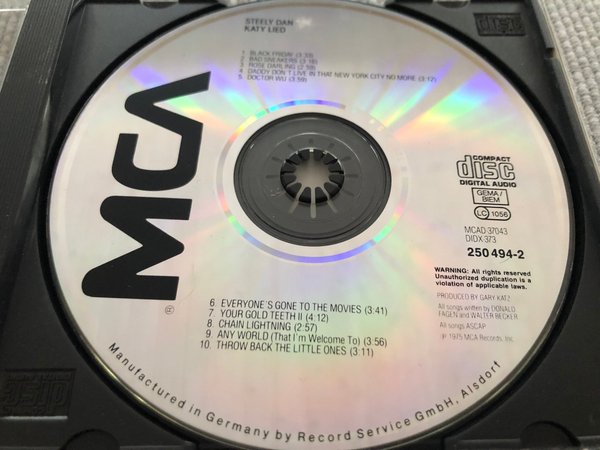 STEELY DAN
KATY LIED
1. BLACK FRIDAY (3:33)
2. BAD SNEAKERS (3:16)
3. ROSE DARLING (2:59)
4. DADDY DON'T LIVE IN THAT NEW YORK CITY NO MORE (3:12)
5. DOCTOR WU (3:59)
MCA
®
COMPACT
disc
DIGITAL AUDIO
GEMA/
BIEM
LC 1056
MCAD 37043
DIDX 373
250 494-2
WARNING: All rights reserved
Unauthorized duplication is a
violation of applicable laws.
PRODUCED BY GARY KATZ
All songs written by DONALD
FAGEN and WALTER BECKER
All songs ASCAP
℗ 1975 MCA Records, Inc.
6. EVERYONE'S GONE TO THE MOVIES (3:41)
7. YOUR GOLD TEETH II (4:12)
8. CHAIN LIGHTNING (2:57)
9. ANY WORLD (That I'm Welcome To) (3:56)
10. THROW BACK THE LITTLE ONES (3:11)
Manufactured in Germany by Record Service GmbH, Alsdorf